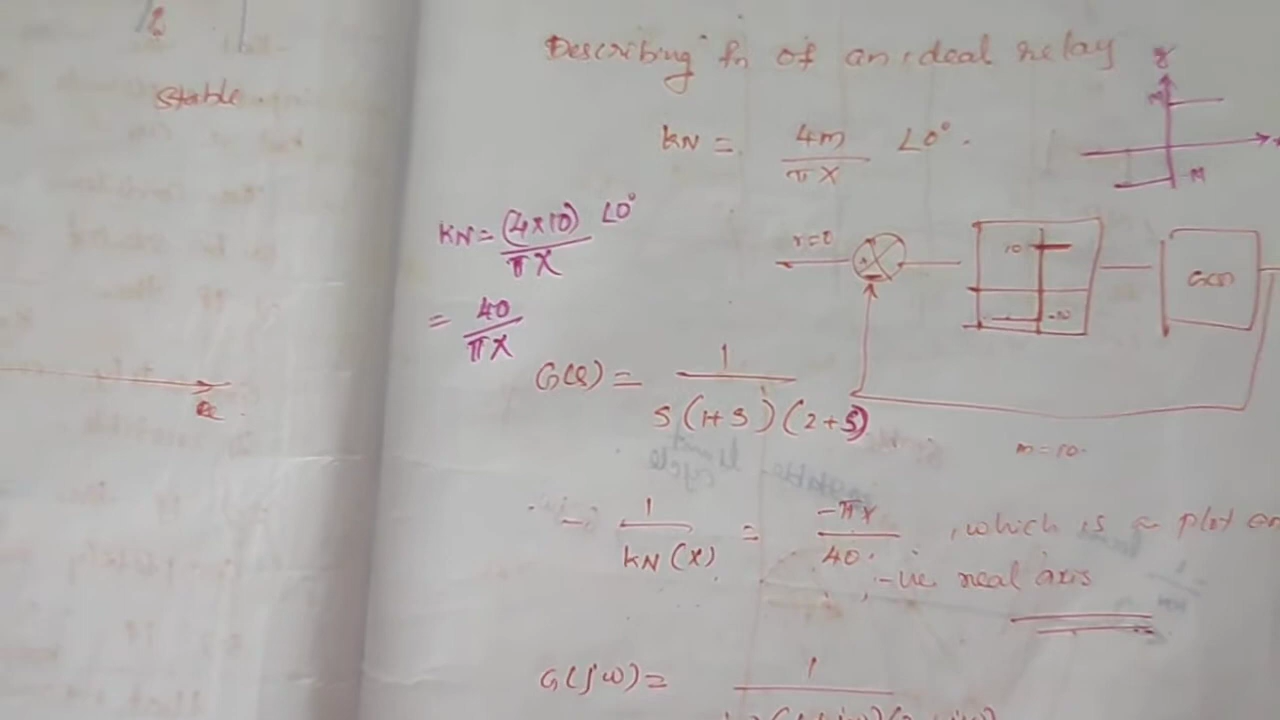 Stable.
Describing fn of an ideal relay
Y
M
-M
KN = 4m / πX ∠0°.
KN = (4×10) / πX ∠0°
r=0
10
-10
G(s)
= 40 / πX
G(s) = 1 / s(1+s)(2+s)
m=10.
- 1 / KN(X) = -πX / 40. , which is a plot on
-ve real axis
G(jω) = 1